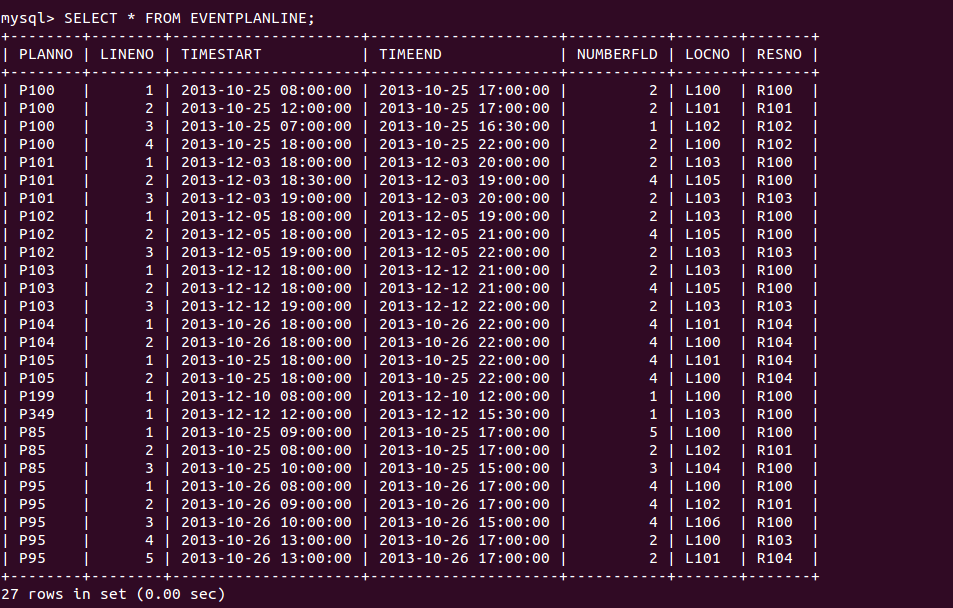 mysql> SELECT * FROM EVENTPLANLINE;
+--------+--------+---------------------+---------------------+-----------+-------+-------+
| PLANNO | LINENO | TIMESTART           | TIMEEND             | NUMBERFLD | LOCNO | RESNO |
+--------+--------+---------------------+---------------------+-----------+-------+-------+
| P100   |      1 | 2013-10-25 08:00:00 | 2013-10-25 17:00:00 |         2 | L100  | R100  |
| P100   |      2 | 2013-10-25 12:00:00 | 2013-10-25 17:00:00 |         2 | L101  | R101  |
| P100   |      3 | 2013-10-25 07:00:00 | 2013-10-25 16:30:00 |         1 | L102  | R102  |
| P100   |      4 | 2013-10-25 18:00:00 | 2013-10-25 22:00:00 |         2 | L100  | R102  |
| P101   |      1 | 2013-12-03 18:00:00 | 2013-12-03 20:00:00 |         2 | L103  | R100  |
| P101   |      2 | 2013-12-03 18:30:00 | 2013-12-03 19:00:00 |         4 | L105  | R100  |
| P101   |      3 | 2013-12-03 19:00:00 | 2013-12-03 20:00:00 |         2 | L103  | R103  |
| P102   |      1 | 2013-12-05 18:00:00 | 2013-12-05 19:00:00 |         2 | L103  | R100  |
| P102   |      2 | 2013-12-05 18:00:00 | 2013-12-05 21:00:00 |         4 | L105  | R100  |
| P102   |      3 | 2013-12-05 19:00:00 | 2013-12-05 22:00:00 |         2 | L103  | R103  |
| P103   |      1 | 2013-12-12 18:00:00 | 2013-12-12 21:00:00 |         2 | L103  | R100  |
| P103   |      2 | 2013-12-12 18:00:00 | 2013-12-12 21:00:00 |         4 | L105  | R100  |
| P103   |      3 | 2013-12-12 19:00:00 | 2013-12-12 22:00:00 |         2 | L103  | R103  |
| P104   |      1 | 2013-10-26 18:00:00 | 2013-10-26 22:00:00 |         4 | L101  | R104  |
| P104   |      2 | 2013-10-26 18:00:00 | 2013-10-26 22:00:00 |         4 | L100  | R104  |
| P105   |      1 | 2013-10-25 18:00:00 | 2013-10-25 22:00:00 |         4 | L101  | R104  |
| P105   |      2 | 2013-10-25 18:00:00 | 2013-10-25 22:00:00 |         4 | L100  | R104  |
| P199   |      1 | 2013-12-10 08:00:00 | 2013-12-10 12:00:00 |         1 | L100  | R100  |
| P349   |      1 | 2013-12-12 12:00:00 | 2013-12-12 15:30:00 |         1 | L103  | R100  |
| P85    |      1 | 2013-10-25 09:00:00 | 2013-10-25 17:00:00 |         5 | L100  | R100  |
| P85    |      2 | 2013-10-25 08:00:00 | 2013-10-25 17:00:00 |         2 | L102  | R101  |
| P85    |      3 | 2013-10-25 10:00:00 | 2013-10-25 15:00:00 |         3 | L104  | R100  |
| P95    |      1 | 2013-10-26 08:00:00 | 2013-10-26 17:00:00 |         4 | L100  | R100  |
| P95    |      2 | 2013-10-26 09:00:00 | 2013-10-26 17:00:00 |         4 | L102  | R101  |
| P95    |      3 | 2013-10-26 10:00:00 | 2013-10-26 15:00:00 |         4 | L106  | R100  |
| P95    |      4 | 2013-10-26 13:00:00 | 2013-10-26 17:00:00 |         2 | L100  | R103  |
| P95    |      5 | 2013-10-26 13:00:00 | 2013-10-26 17:00:00 |         2 | L101  | R104  |
+--------+--------+---------------------+---------------------+-----------+-------+-------+
27 rows in set (0.00 sec)